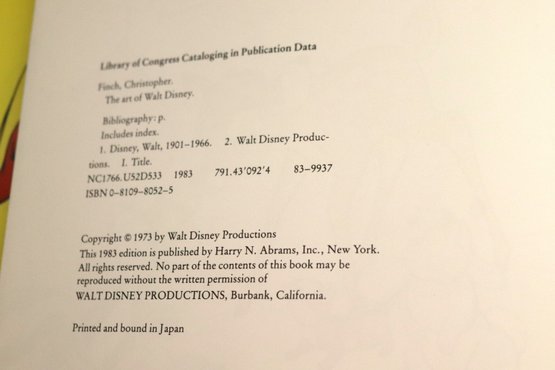 Library of Congress Cataloging in Publication Data
Finch, Christopher.
The art of Walt Disney.
Bibliography: p.
Includes index.
1. Disney, Walt, 1901–1966. 2. Walt Disney Produc-
tions. I. Title.
NC1766.U52D533 1983 791.43'092'4 83–9937
ISBN 0–8109–8052–5
Copyright © 1973 by Walt Disney Productions
This 1983 edition is published by Harry N. Abrams, Inc., New York.
All rights reserved. No part of the contents of this book may be
reproduced without the written permission of
WALT DISNEY PRODUCTIONS, Burbank, California.
Printed and bound in Japan